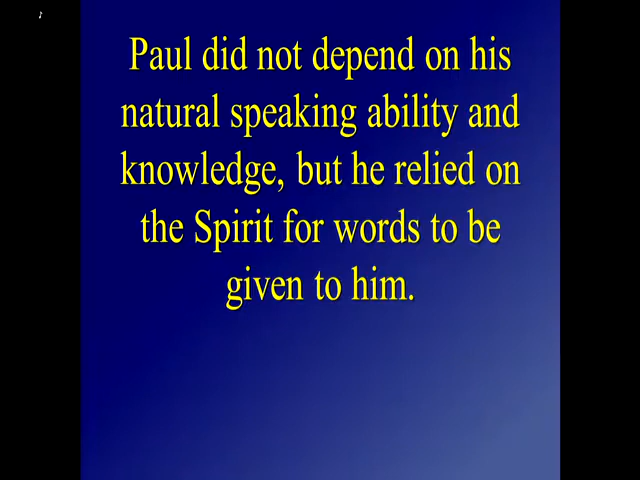 Paul did not depend on his
natural speaking ability and
knowledge, but he relied on
the Spirit for words to be
given to him.